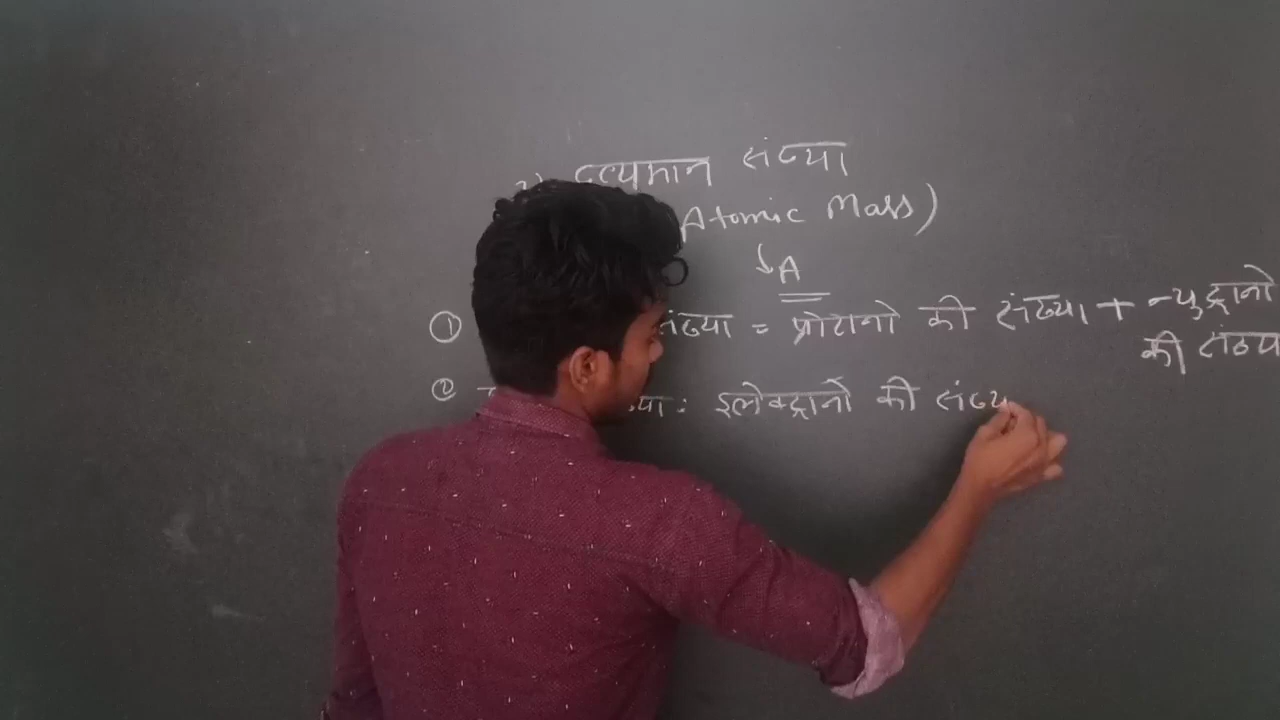 द्रव्यमान संख्या
Atomic Mass)
↓A
① संख्या = प्रोटानो की संख्या + न्युट्रानो
की संख्या
② इलेक्ट्रानो की संख्य